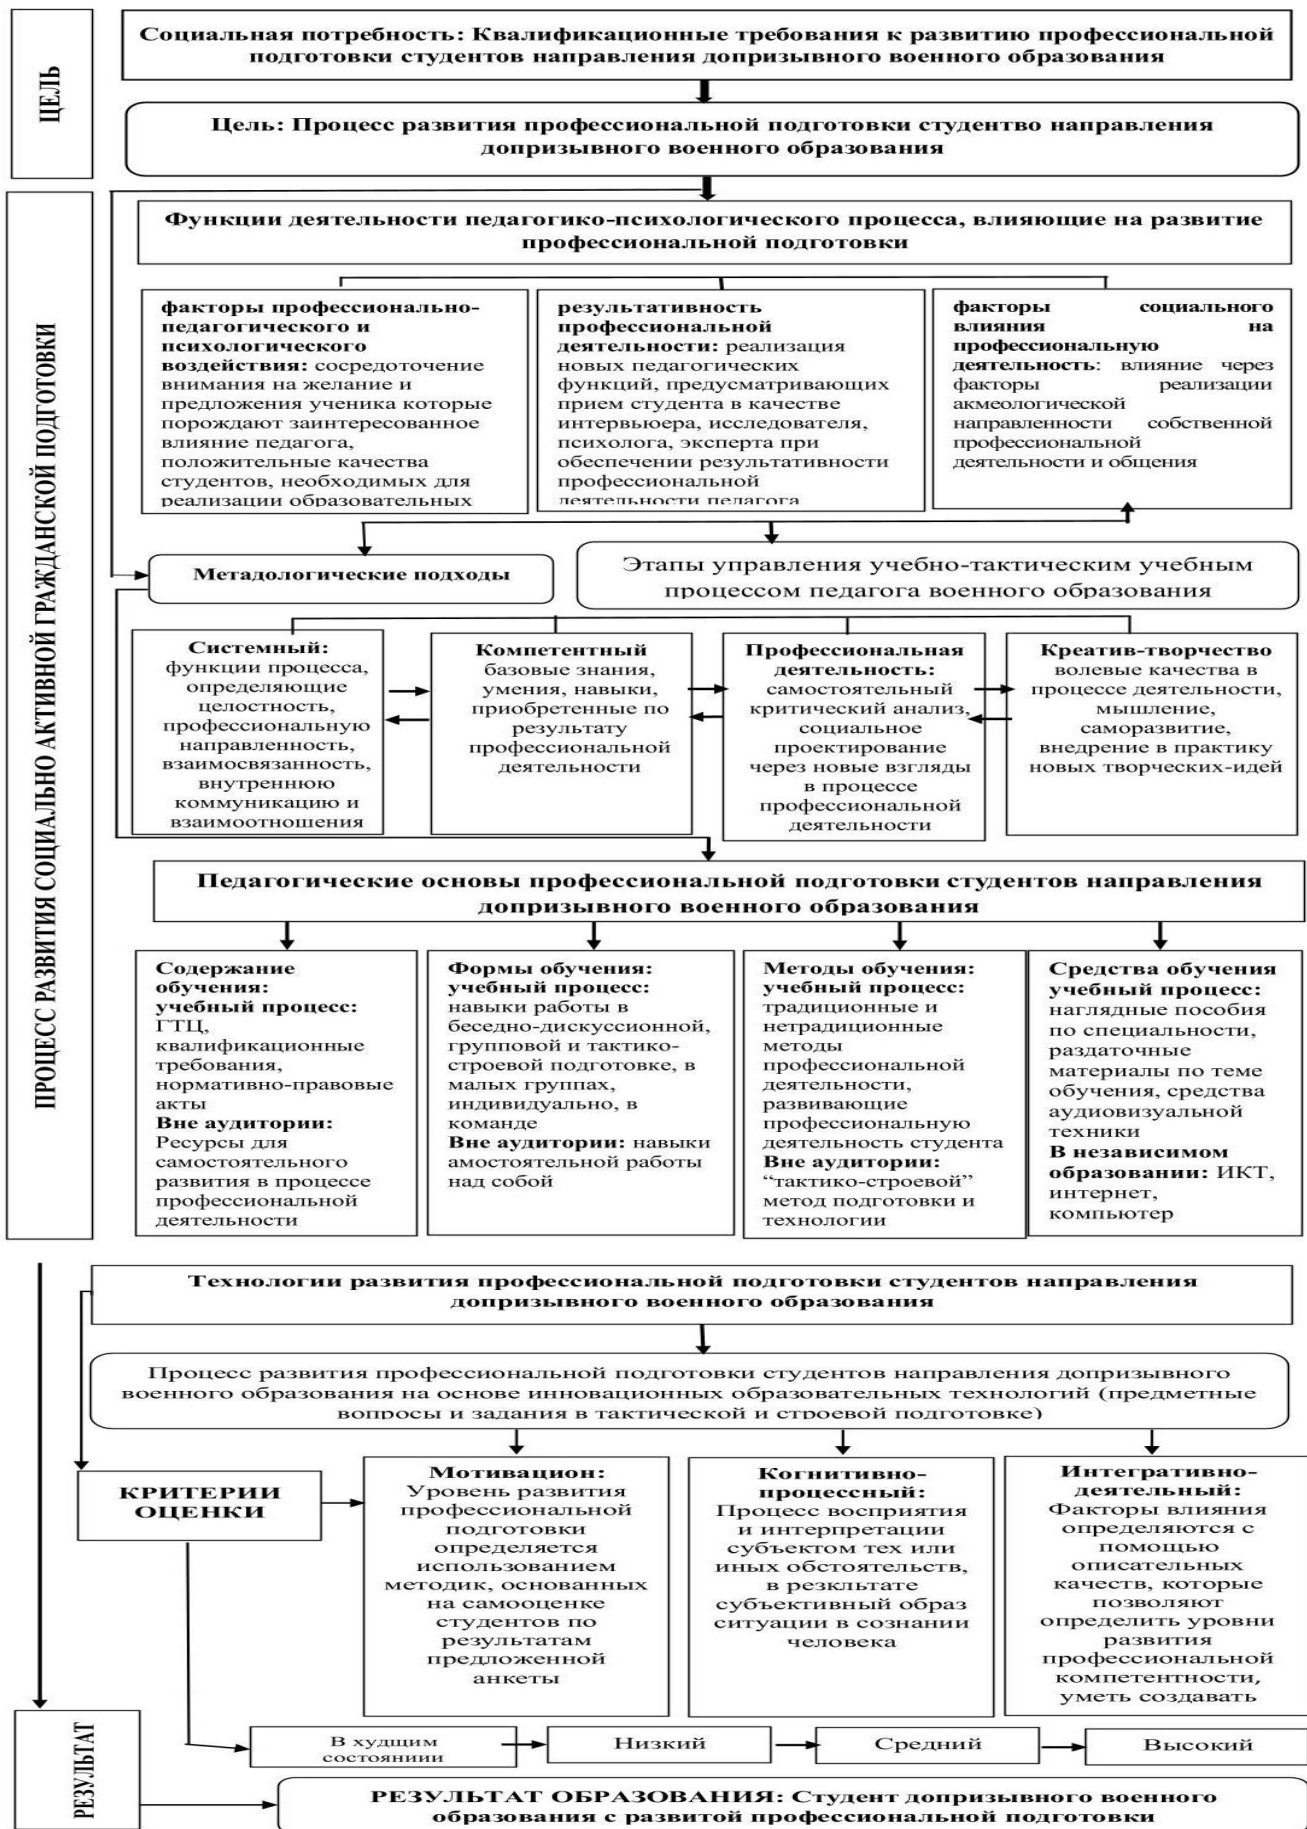 ЦЕЛЬ
Социальная потребность: Квалификационные требования к развитию профессиональной
подготовки студентов направления допризывного военного образования
Цель: Процесс развития профессиональной подготовки студентво направления
допризывного военного образования
ПРОЦЕСС РАЗВИТИЯ СОЦИАЛЬНО АКТИВНОЙ ГРАЖДАНСКОЙ ПОДГОТОВКИ
Функции деятельности педагогико-психологического процесса, влияющие на развитие
профессиональной подготовки
факторы профессионально-
педагогического и
психологического
воздействия: сосредоточение
внимания на желание и
предложения ученика которые
порождают заинтересованное
влияние педагога,
положительные качества
студентов, необходимых для
реализации образовательных
результативность
профессиональной
деятельности: реализация
новых педагогических
функций, предусматривающих
прием студента в качестве
интервьюера, исследователя,
психолога, эксперта при
обеспечении результативности
профессиональной
деятельности педагога
факторы социального
влияния на
профессиональную
деятельность: влияние через
факторы реализации
акмеологической
направленности собственной
профессиональной
деятельности и общения
Метадологические подходы
Этапы управления учебно-тактическим учебным
процессом педагога военного образования
Системный:
функции процесса,
определяющие
целостность,
профессиональную
направленность,
взаимосвязанность,
внутреннюю
коммуникацию и
взаимоотношения
Компетентный
базовые знания,
умения, навыки,
приобретенные по
результату
профессиональной
деятельности
Профессиональная
деятельность:
самостоятельный
критический анализ,
социальное
проектирование
через новые взгляды
в процессе
профессиональной
деятельности
Креатив-творчество
волевые качества в
процессе деятельности,
мышление,
саморазвитие,
внедрение в практику
новых творческих-идей
Педагогические основы профессиональной подготовки студентов направления
допризывного военного образования
Содержание
обучения:
учебный процесс:
ГТЦ,
квалификационные
требования,
нормативно-правовые
акты
Вне аудитории:
Ресурсы для
самостоятельного
развития в процессе
профессиональной
деятельности
Формы обучения:
учебный процесс:
навыки работы в
беседно-дискуссионной,
групповой и тактико-
строевой подготовке, в
малых группах,
индивидуально, в
команде
Вне аудитории: навыки
амостоятельной работы
над собой
Методы обучения:
учебный процесс:
традиционные и
нетрадиционные
методы
профессиональной
деятельности,
развивающие
профессиональную
деятельность студента
Вне аудитории:
“тактико-строевой”
метод подготовки и
технологии
Средства обучения
учебный процесс:
наглядные пособия
по специальности,
раздаточные
материалы по теме
обучения, средства
аудиовизуальной
техники
В независимом
образовании: ИКТ,
интернет,
компьютер
Технологии развития профессиональной подготовки студентов направления
допризывного военного образования
Процесс развития профессиональной подготовки студентов направления допризывного
военного образования на основе инновационных образовательных технологий (предметные
вопросы и задания в тактической и строевой подготовке)
КРИТЕРИИ
ОЦЕНКИ
Мотивацион:
Уровень развития
профессиональной
подготовки
определяется
использованием
методик, основанных
на самооценке
студентов по
результатам
предложенной
анкеты
Когнитивно-
процессный:
Процесс восприятия
и интерпретации
субъектом тех или
иных обстоятельств,
в резкльтате
субъективный образ
ситуации в сознании
человека
Интегративно-
деятельный:
Факторы влияния
определяются с
помощью
описательных
качеств, которые
позволяют
определить уровни
развития
профессиональной
компетентности,
уметь создавать
РЕЗУЛЬТАТ
В худщим
состояниии
Низкий
Средний
Высокий
РЕЗУЛЬТАТ ОБРАЗОВАНИЯ: Студент допризывного военного
образования с развитой профессиональной подготовки